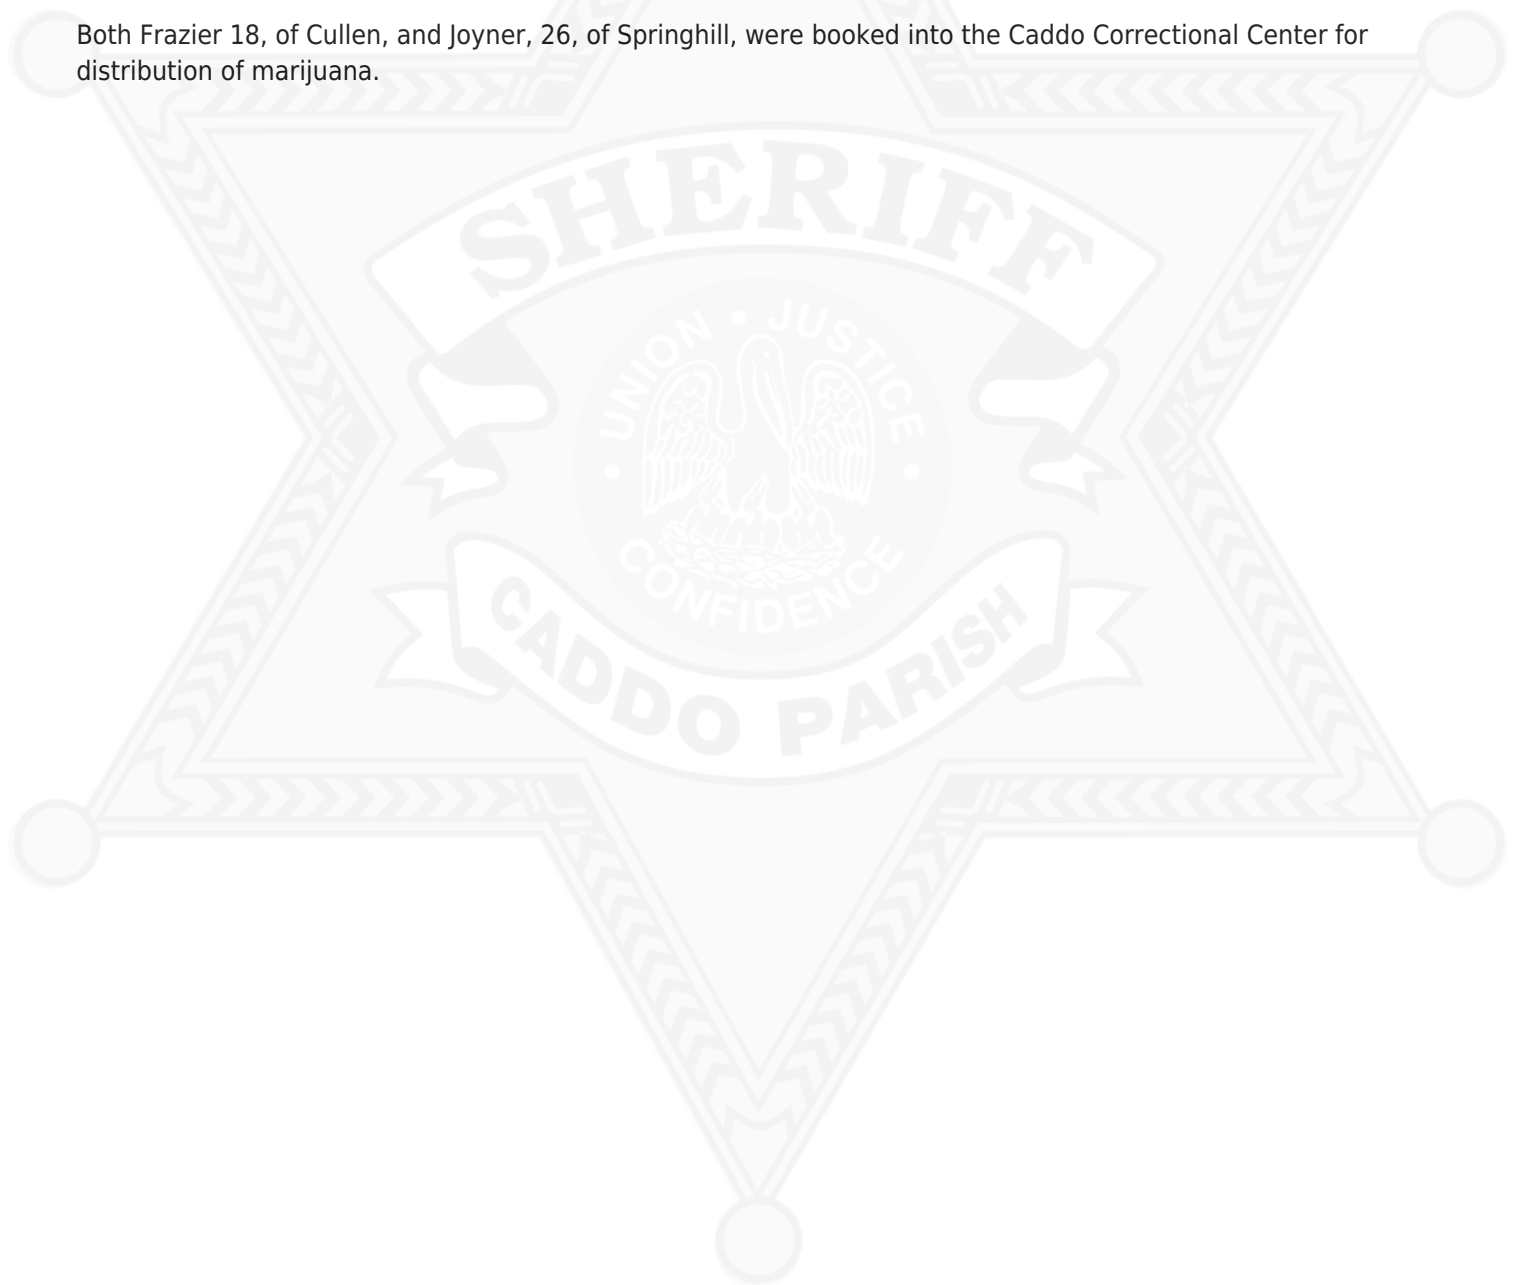 Both Frazier 18, of Cullen, and Joyner, 26, of Springhill, were booked into the Caddo Correctional Center for
distribution of marijuana.
SHERIFF
UNION • JUSTICE
• CONFIDENCE •
CADDO PARISH